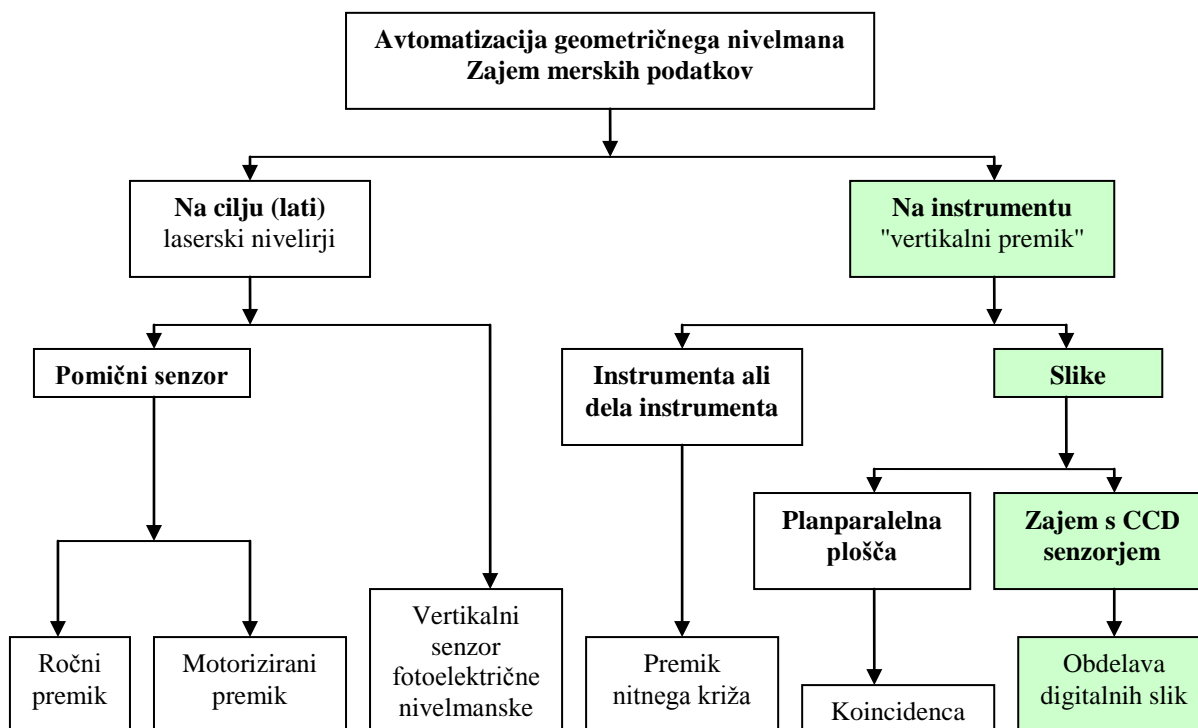 Avtomatizacija geometričnega nivelmana
Zajem merskih podatkov
Na cilju (lati)
laserski nivelirji
Na instrumentu
"vertikalni premik"
Pomični senzor
Instrumenta ali
dela instrumenta
Slike
Planparalelna
plošča
Zajem s CCD
senzorjem
Ročni
premik
Motorizirani
premik
Vertikalni
senzor
fotoelektrične
nivelmanske
Premik
nitnega križa
Koincidenca
Obdelava
digitalnih slik